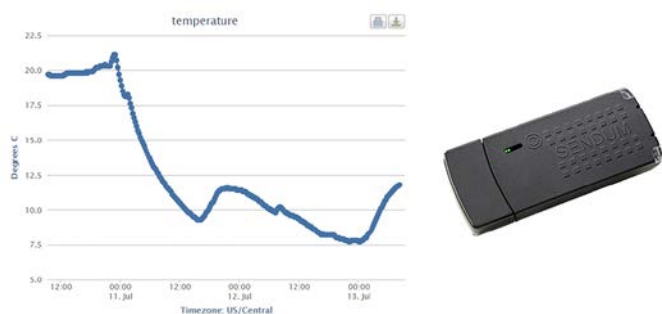 temperature
22.5
20.0
17.5
15.0
12.5
10.0
7.5
5.0
Degrees C
12:00
00:00
11. Jul
12:00
00:00
12. Jul
12:00
00:00
13. Jul
Timezone: US/Central
SENDUM